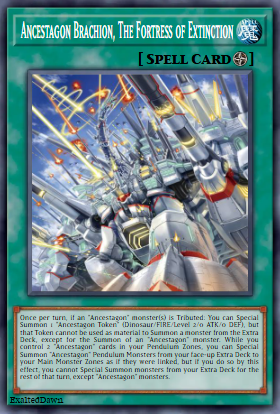 Ancestagon Brachion, The Fortress of Extinction
SPELL
[ Spell Card ]
Once per turn, if an "Ancestagon" monster(s) is Tributed: You can Special
Summon 1 "Ancestagon Token" (Dinosaur/FIRE/Level 2/0 ATK/0 DEF), but
that Token cannot be used as material to Summon a monster from the Extra
Deck, except for the Summon of an "Ancestagon" monster. While you
control 2 "Ancestagon" cards in your Pendulum Zones, you can Special
Summon "Ancestagon" Pendulum Monsters from your face-up Extra Deck to
your Main Monster Zones as if they were linked, but if you do so by this
effect, you cannot Special Summon monsters from your Extra Deck for the
rest of that turn, except "Ancestagon" monsters.
ExaltedDawn